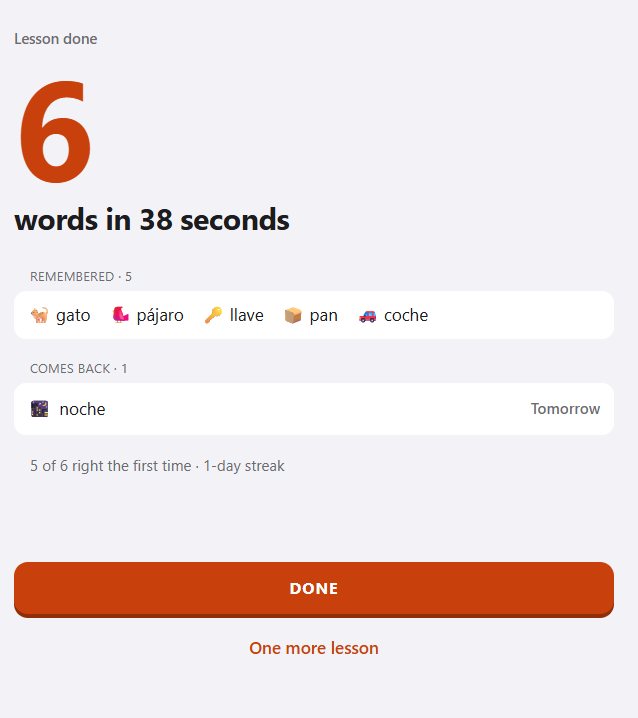 Lesson done
6
words in 38 seconds
REMEMBERED · 5
gato pájaro llave pan coche
COMES BACK · 1
noche Tomorrow
5 of 6 right the first time · 1-day streak
DONE
One more lesson